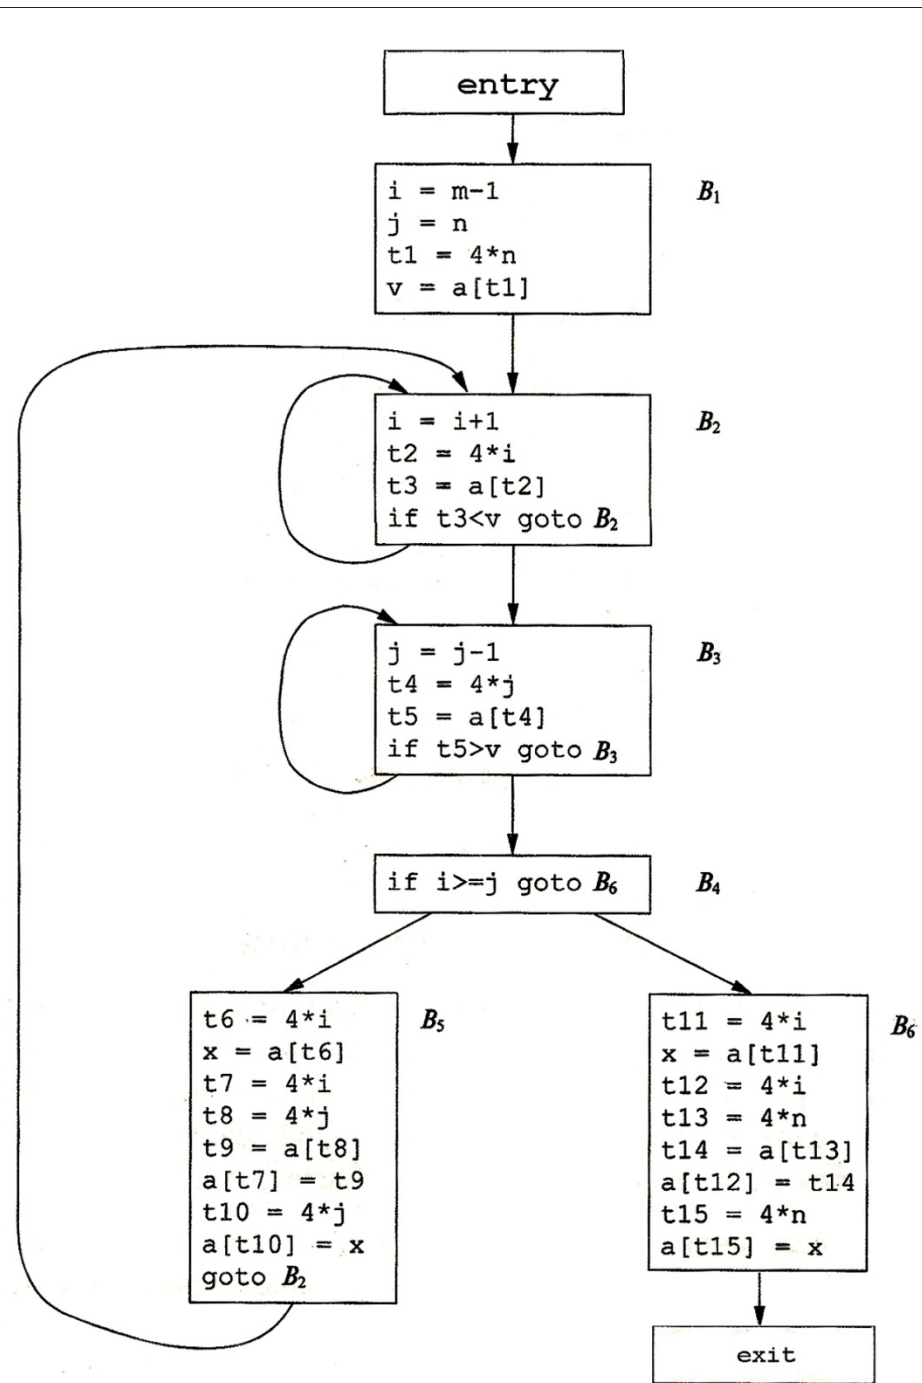 entry
i = m-1
j = n
t1 = 4*n
v = a[t1]
B₁
i = i+1
t2 = 4*i
t3 = a[t2]
if t3<v goto B₂
B₂
j = j-1
t4 = 4*j
t5 = a[t4]
if t5>v goto B₃
B₃
if i>=j goto B₆
B₄
t6 = 4*i
x = a[t6]
t7 = 4*i
t8 = 4*j
t9 = a[t8]
a[t7] = t9
t10 = 4*j
a[t10] = x
goto B₂
B₅
t11 = 4*i
x = a[t11]
t12 = 4*i
t13 = 4*n
t14 = a[t13]
a[t12] = t14
t15 = 4*n
a[t15] = x
B₆
exit